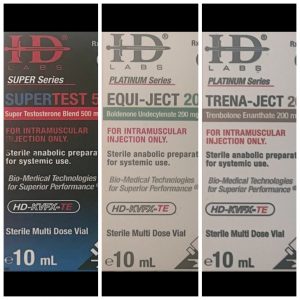 HD
LABS
R
SUPER Series
SUPERTEST 5
Super Testosterone Blend 500 m
FOR INTRAMUSCULAR
INJECTION ONLY.
Sterile anabolic prepara
for systemic use.
Bio-Medical Technologies
for Superior Performance
HD-KVFX-TE
Sterile Multi Dose Vial
e10 mL
HD
LABS
R
PLATINUM Series
EQUI-JECT 20
Boldenone Undecylenate 200 mg
FOR INTRAMUSCULAR
INJECTION ONLY.
Sterile anabolic preparat
for systemic use.
Bio-Medical Technologies
for Superior Performance
HD-KVFX-TE
Sterile Multi Dose Vial
e10 mL
HD
LABS
R
PLATINUM Series
TRENA-JECT 2
Trenbolone Enanthate 200 mg
FOR INTRAMUSCULAR
INJECTION ONLY.
Sterile anabolic prepar
for systemic use.
Bio-Medical Technologies
for Superior Performance
HD-KVFX-TE
Sterile Multi Dose Vial
e10 mL